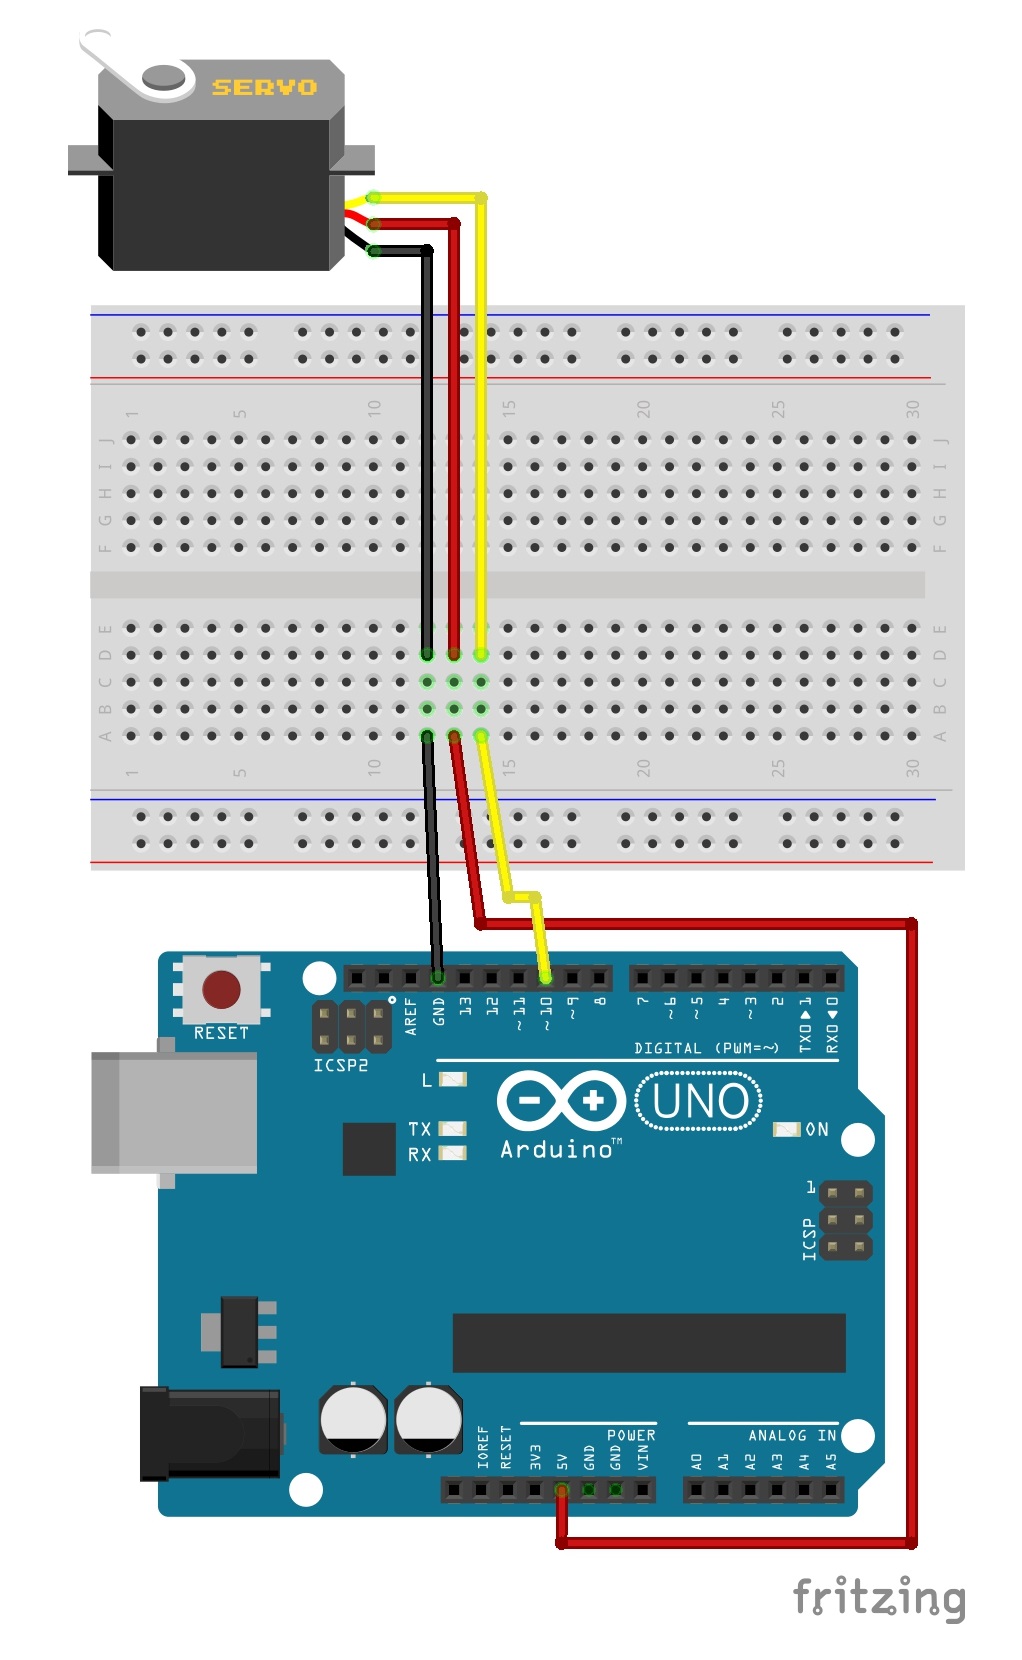 SERVO
1 5 10 15 20 25 30
J J
I I
H H
G G
F F
E E
D D
C C
B B
A A
1 5 10 15 20 25 30
RESET
ICSP2
AREF
GND
13
12
~11
~10
~9
8
7
~6
~5
4
~3
2
TX0▶1
RX0◀0
DIGITAL (PWM=~)
L
TX
RX
Arduino™
UNO
ON
1
ICSP
IOREF
RESET
3V3
5V
GND
GND
VIN
POWER
ANALOG IN
A0
A1
A2
A3
A4
A5
fritzing